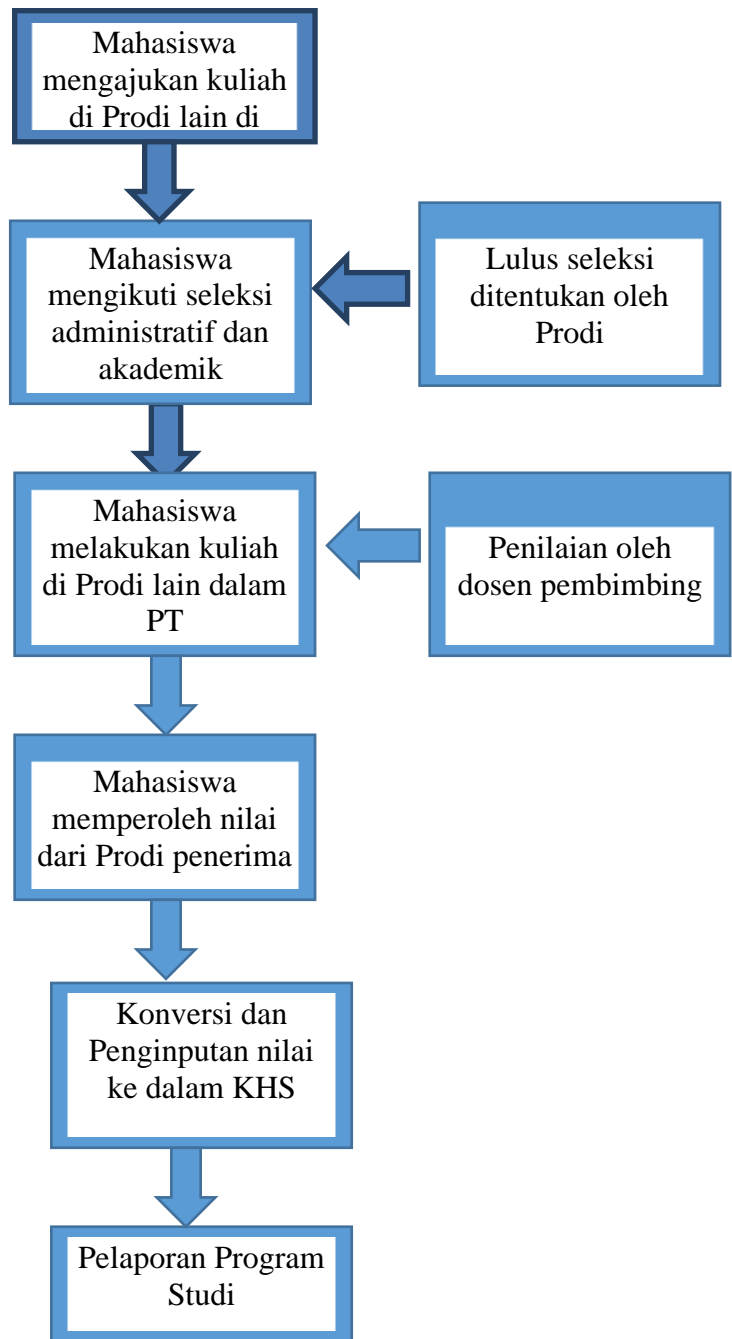 Mahasiswa
mengajukan kuliah
di Prodi lain di
Mahasiswa
mengikuti seleksi
administratif dan
akademik
Lulus seleksi
ditentukan oleh
Prodi
Mahasiswa
melakukan kuliah
di Prodi lain dalam
PT
Penilaian oleh
dosen pembimbing
Mahasiswa
memperoleh nilai
dari Prodi penerima
Konversi dan
Penginputan nilai
ke dalam KHS
Pelaporan Program
Studi